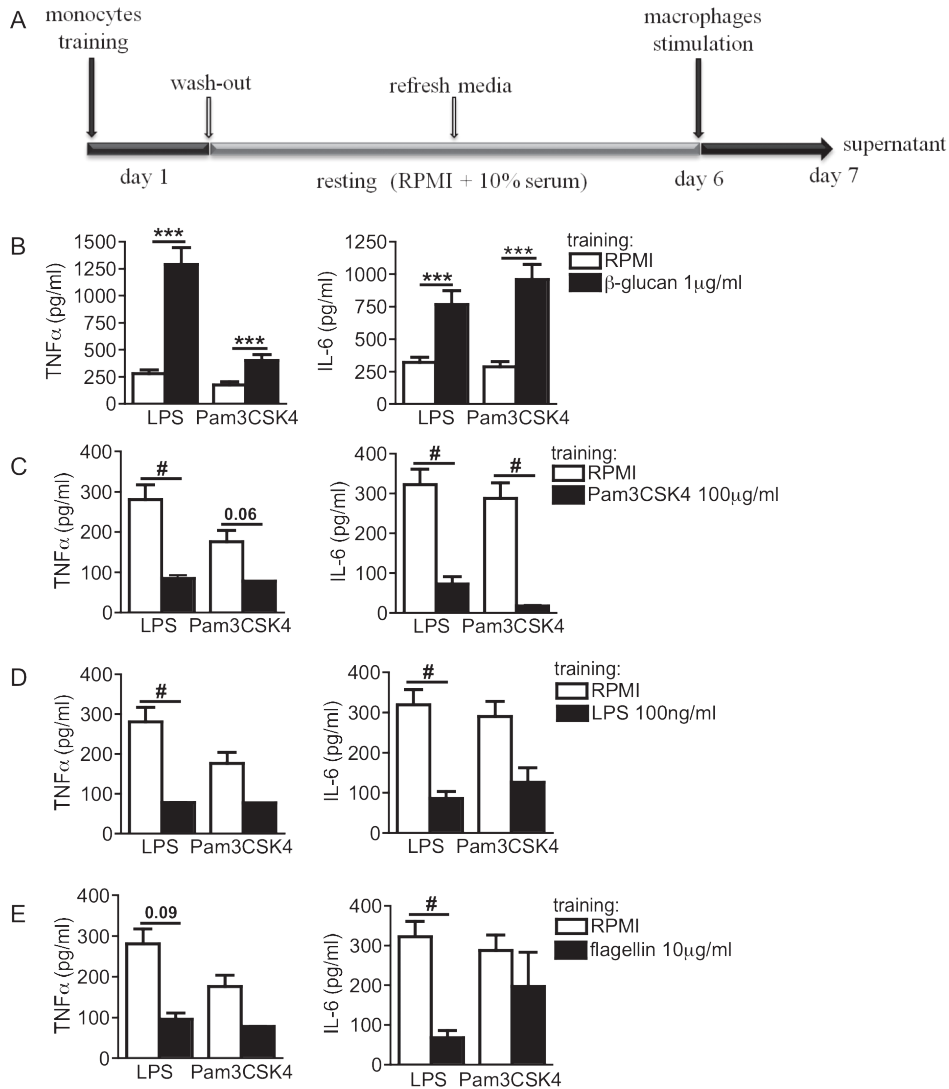 A
monocytes
training
macrophages
stimulation
wash-out
refresh media
supernatant
day 1
resting (RPMI + 10% serum)
day 6
day 7
B
TNFα (pg/ml)
1500
1250
1000
750
500
250
0
***
***
LPS Pam3CSK4
IL-6 (pg/ml)
1250
1000
750
500
250
0
***
***
LPS Pam3CSK4
training:
RPMI
β-glucan 1μg/ml
C
TNFα (pg/ml)
400
300
200
100
0
#
0.06
LPS Pam3CSK4
IL-6 (pg/ml)
400
300
200
100
0
#
#
LPS Pam3CSK4
training:
RPMI
Pam3CSK4 100μg/ml
D
TNFα (pg/ml)
400
300
200
100
0
#
LPS Pam3CSK4
IL-6 (pg/ml)
400
300
200
100
0
#
LPS Pam3CSK4
training:
RPMI
LPS 100ng/ml
E
TNFα (pg/ml)
400
300
200
100
0
0.09
LPS Pam3CSK4
IL-6 (pg/ml)
400
300
200
100
0
#
LPS Pam3CSK4
training:
RPMI
flagellin 10μg/ml